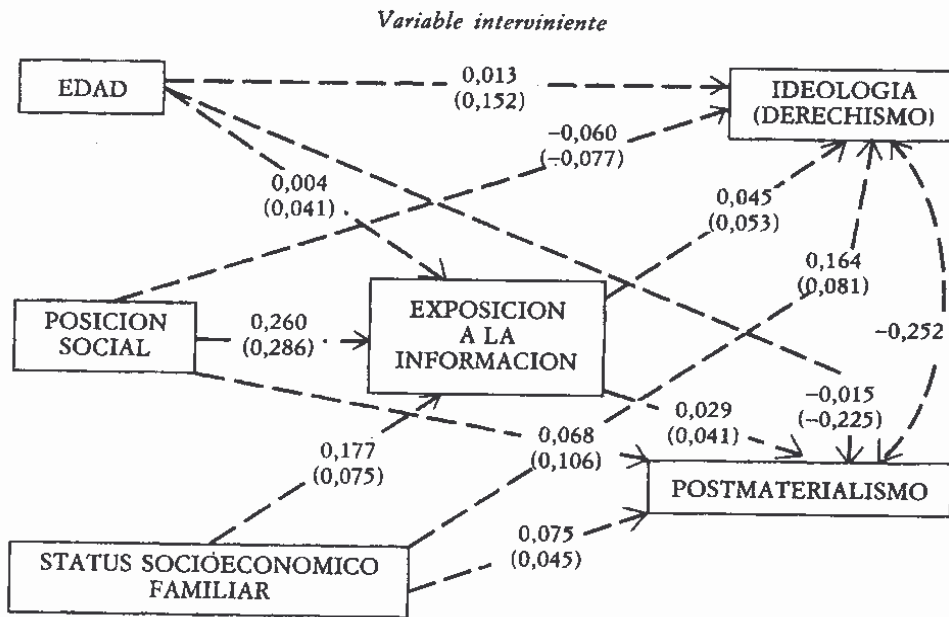 Variable interviniente
EDAD
0,013
(0,152)
IDEOLOGIA
(DERECHISMO)
-0,060
(-0,077)
0,004
(0,041)
0,045
(0,053)
0,164
(0,081)
POSICION
SOCIAL
0,260
(0,286)
EXPOSICION
A LA
INFORMACION
-0,252
-0,015
(-0,225)
0,029
(0,041)
0,068
(0,106)
0,177
(0,075)
POSTMATERIALISMO
0,075
(0,045)
STATUS SOCIOECONOMICO
FAMILIAR